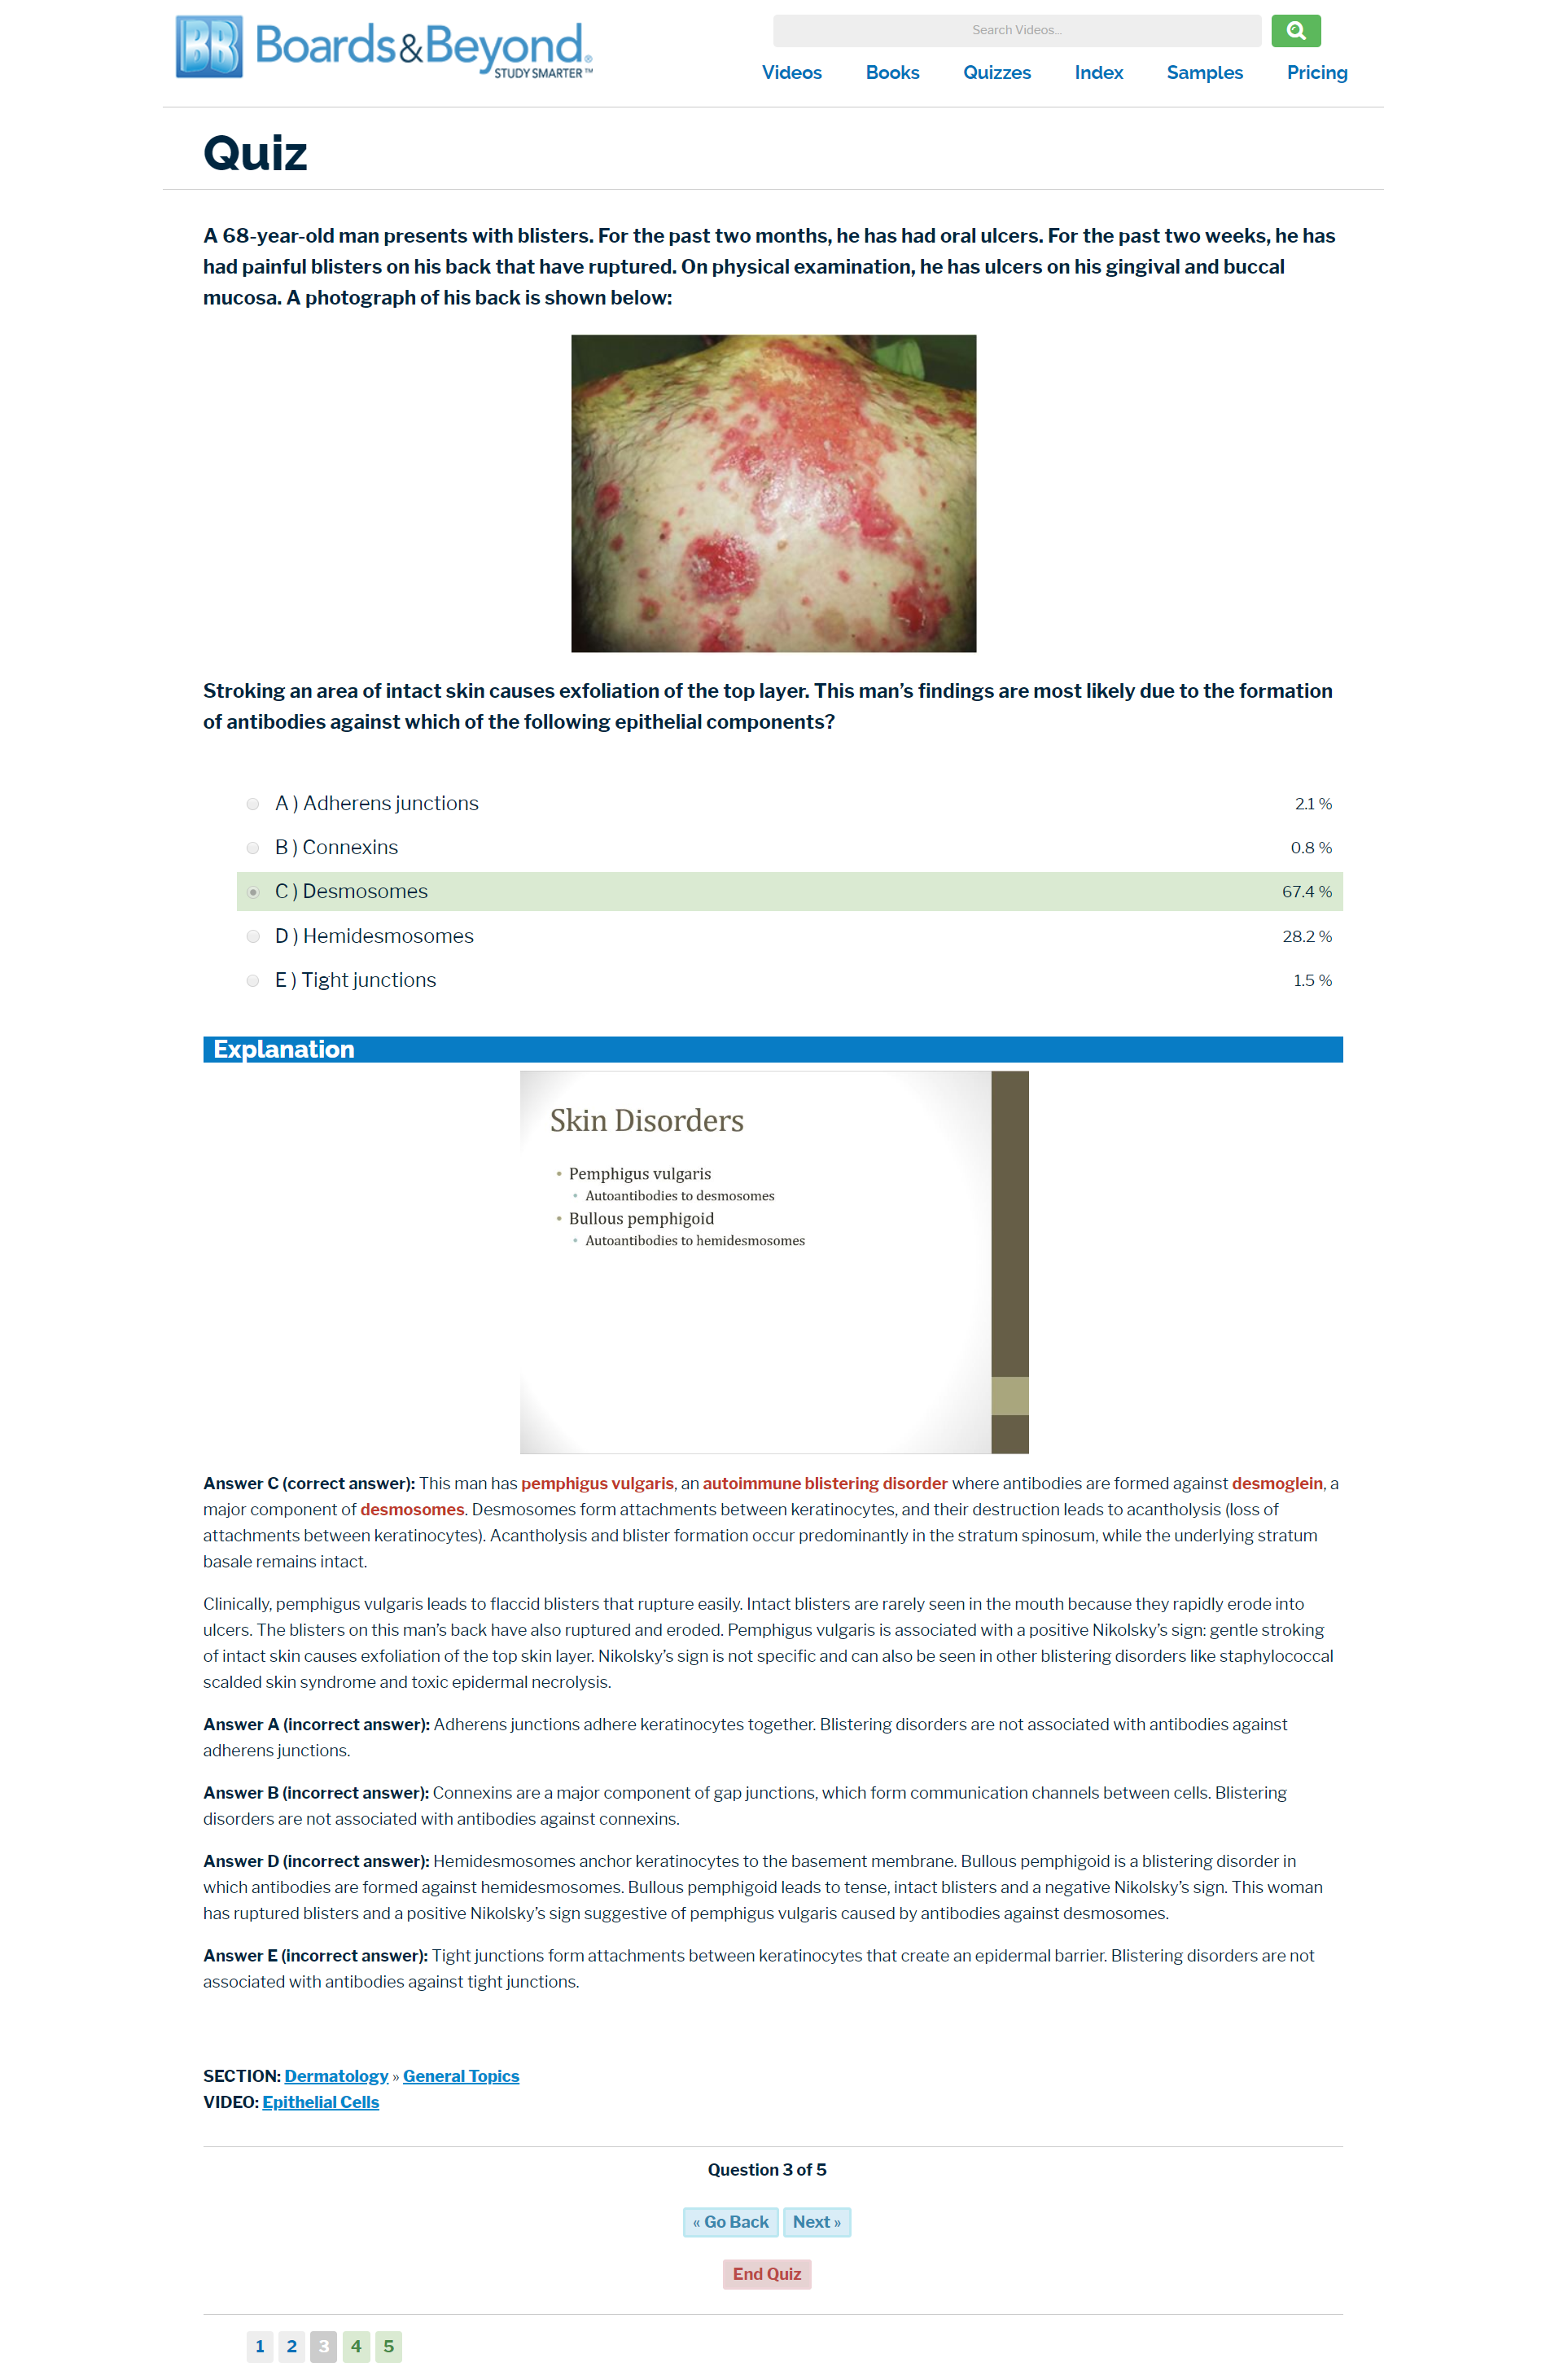 BB Boards&Beyond®
STUDY SMARTER™
Search Videos...
Videos Books Quizzes Index Samples Pricing
Quiz
A 68-year-old man presents with blisters. For the past two months, he has had oral ulcers. For the past two weeks, he has
had painful blisters on his back that have ruptured. On physical examination, he has ulcers on his gingival and buccal
mucosa. A photograph of his back is shown below:
Stroking an area of intact skin causes exfoliation of the top layer. This man’s findings are most likely due to the formation
of antibodies against which of the following epithelial components?
A ) Adherens junctions 2.1 %
B ) Connexins 0.8 %
C ) Desmosomes 67.4 %
D ) Hemidesmosomes 28.2 %
E ) Tight junctions 1.5 %
Explanation
Skin Disorders
• Pemphigus vulgaris
• Autoantibodies to desmosomes
• Bullous pemphigoid
• Autoantibodies to hemidesmosomes
Answer C (correct answer): This man has pemphigus vulgaris, an autoimmune blistering disorder where antibodies are formed against desmoglein, a
major component of desmosomes. Desmosomes form attachments between keratinocytes, and their destruction leads to acantholysis (loss of
attachments between keratinocytes). Acantholysis and blister formation occur predominantly in the stratum spinosum, while the underlying stratum
basale remains intact.
Clinically, pemphigus vulgaris leads to flaccid blisters that rupture easily. Intact blisters are rarely seen in the mouth because they rapidly erode into
ulcers. The blisters on this man’s back have also ruptured and eroded. Pemphigus vulgaris is associated with a positive Nikolsky’s sign: gentle stroking
of intact skin causes exfoliation of the top skin layer. Nikolsky’s sign is not specific and can also be seen in other blistering disorders like staphylococcal
scalded skin syndrome and toxic epidermal necrolysis.
Answer A (incorrect answer): Adherens junctions adhere keratinocytes together. Blistering disorders are not associated with antibodies against
adherens junctions.
Answer B (incorrect answer): Connexins are a major component of gap junctions, which form communication channels between cells. Blistering
disorders are not associated with antibodies against connexins.
Answer D (incorrect answer): Hemidesmosomes anchor keratinocytes to the basement membrane. Bullous pemphigoid is a blistering disorder in
which antibodies are formed against hemidesmosomes. Bullous pemphigoid leads to tense, intact blisters and a negative Nikolsky’s sign. This woman
has ruptured blisters and a positive Nikolsky’s sign suggestive of pemphigus vulgaris caused by antibodies against desmosomes.
Answer E (incorrect answer): Tight junctions form attachments between keratinocytes that create an epidermal barrier. Blistering disorders are not
associated with antibodies against tight junctions.
SECTION: Dermatology » General Topics
VIDEO: Epithelial Cells
Question 3 of 5
« Go Back Next »
End Quiz
1 2 3 4 5